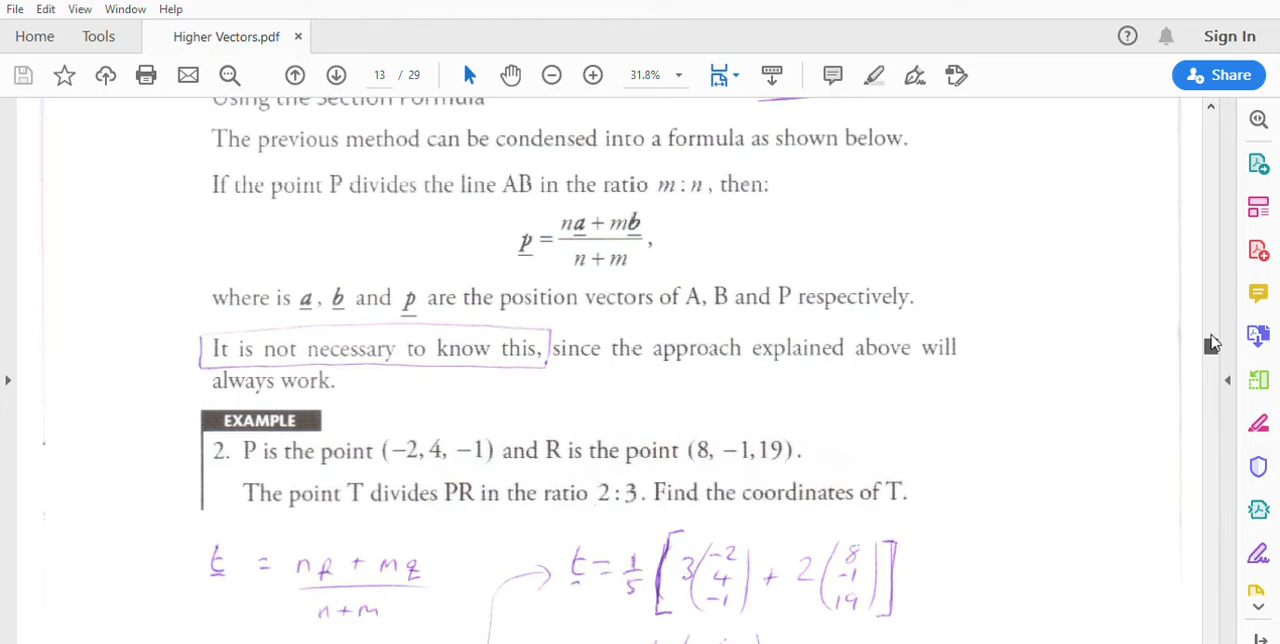 File Edit View Window Help
Home Tools Higher Vectors.pdf ×
? Sign In
13 / 29 31.8% Share
Using the Section Formula
The previous method can be condensed into a formula as shown below.
If the point P divides the line AB in the ratio m : n , then:
p = (na + mb) / (n + m) ,
where is a , b and p are the position vectors of A, B and P respectively.
It is not necessary to know this, since the approach explained above will
always work.
EXAMPLE
2. P is the point (−2, 4, −1) and R is the point (8, −1,19).
The point T divides PR in the ratio 2 : 3. Find the coordinates of T.
t = (np + mq) / (n+m)
t = 1/5 [ 3(−2 4 −1) + 2(8 −1 19) ]